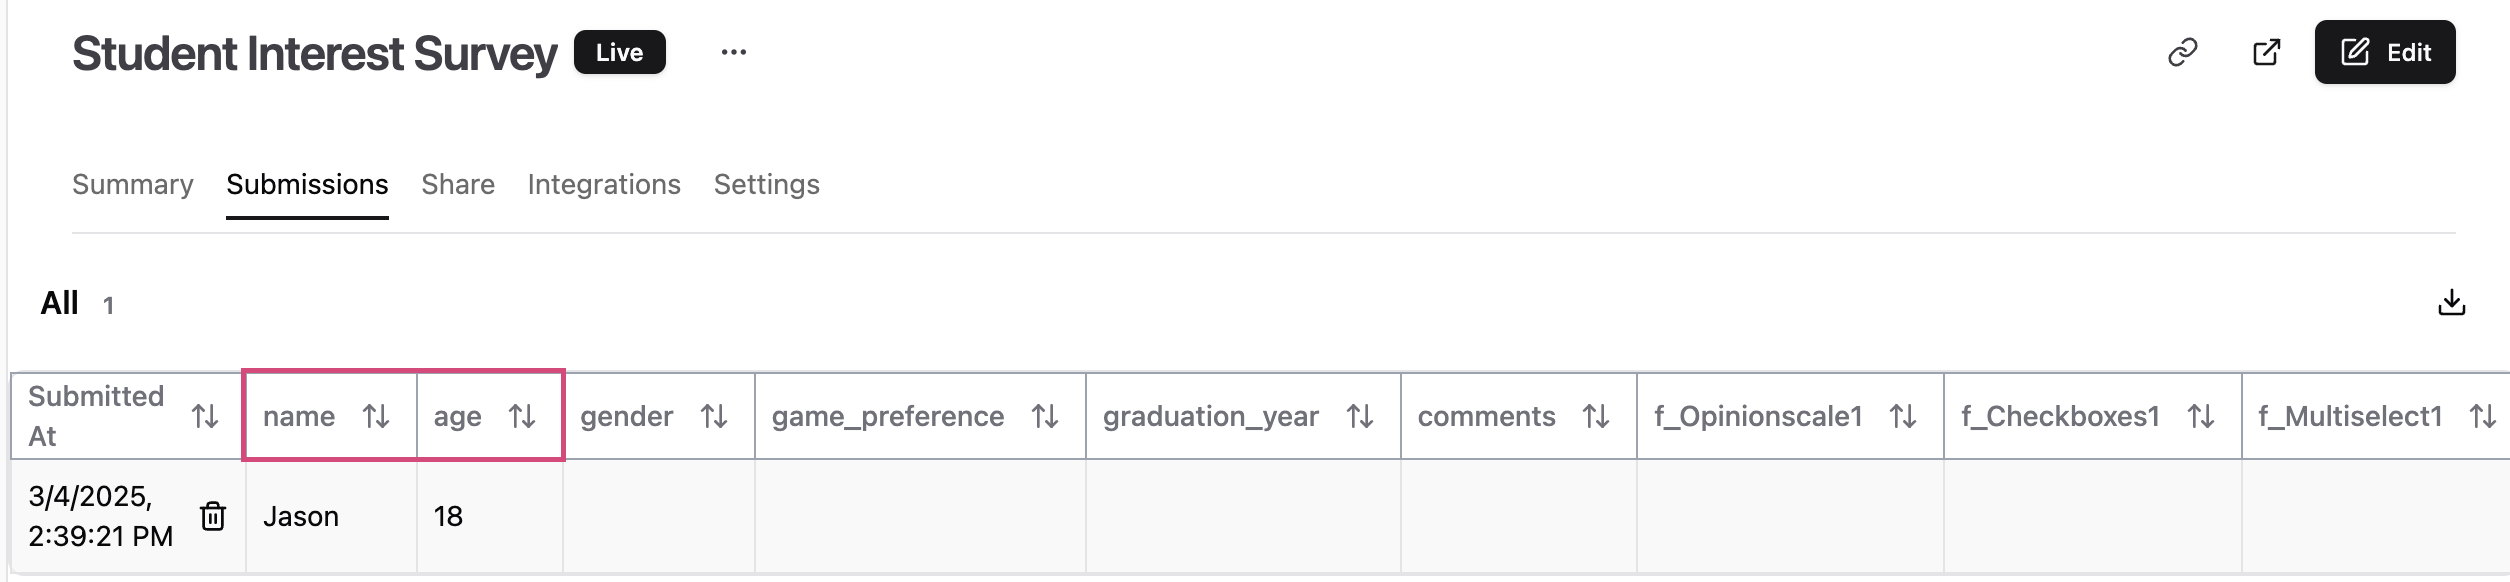 Student Interest Survey Live ••• Edit
Summary Submissions Share Integrations Settings
All 1
Submitted At name age gender game_preference graduation_year comments f_Opinionscale1 f_Checkboxes1 f_Multiselect1
3/4/2025, 2:39:21 PM Jason 18